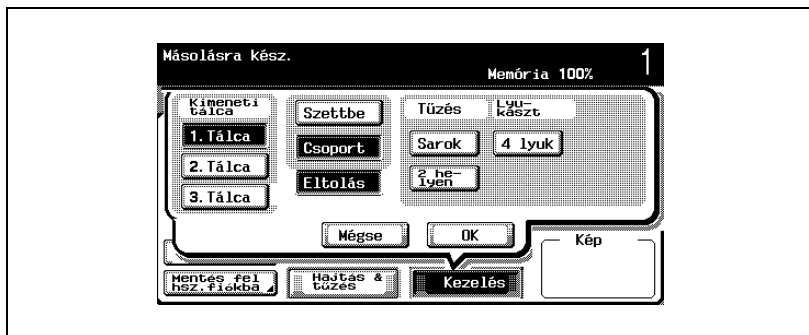 Másolásra kész.
Memória 100%
1
Kimeneti
tálca
1.Tálca
2.Tálca
3.Tálca
Szettbe
Csoport
Eltolás
Tűzés
Lyu-
kaszt
Sarok
4 lyuk
2 he-
lyen
Mégse
OK
Kép
Mentés fel
hsz.fiókba
Hajtás &
tűzés
Kezelés